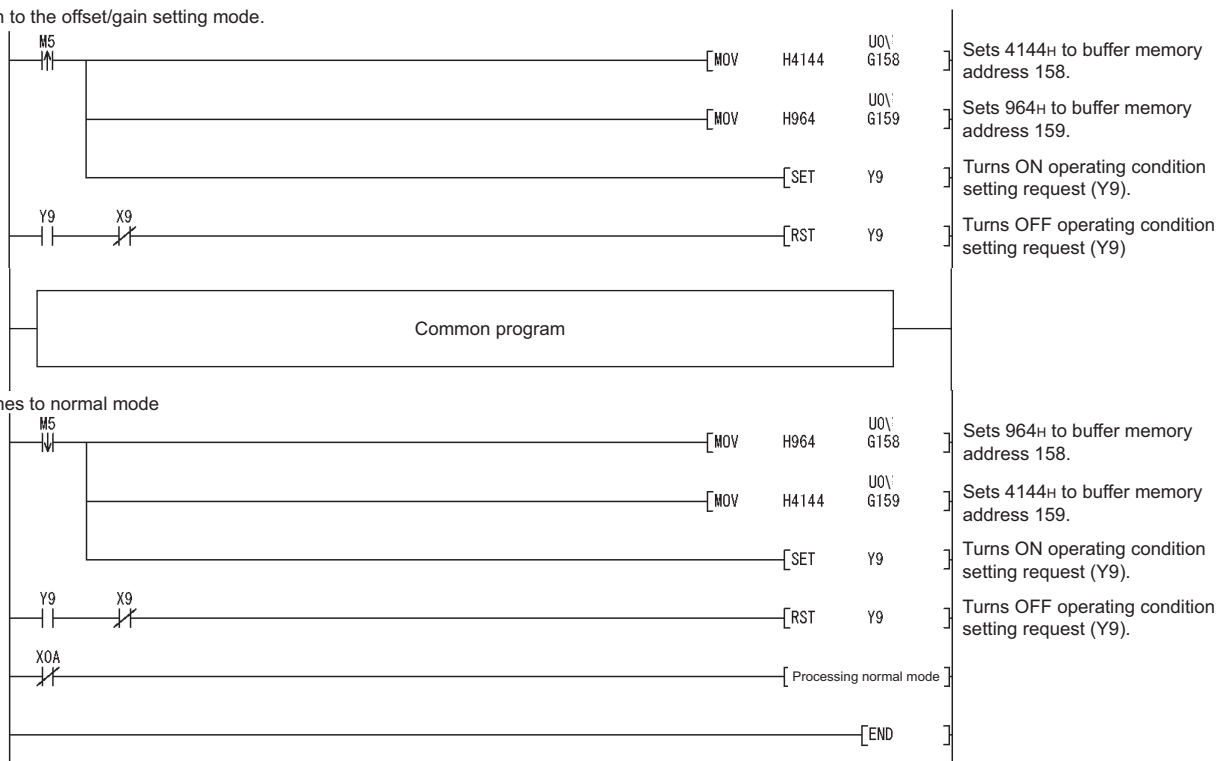 n to the offset/gain setting mode.
M5
U0\
MOV H4144 G158
Sets 4144H to buffer memory
address 158.
U0\
MOV H964 G159
Sets 964H to buffer memory
address 159.
SET Y9
Turns ON operating condition
setting request (Y9).
Y9 X9
RST Y9
Turns OFF operating condition
setting request (Y9)
Common program
hes to normal mode
M5
U0\
MOV H964 G158
Sets 964H to buffer memory
address 158.
U0\
MOV H4144 G159
Sets 4144H to buffer memory
address 159.
SET Y9
Turns ON operating condition
setting request (Y9).
Y9 X9
RST Y9
Turns OFF operating condition
setting request (Y9).
X0A
Processing normal mode
END